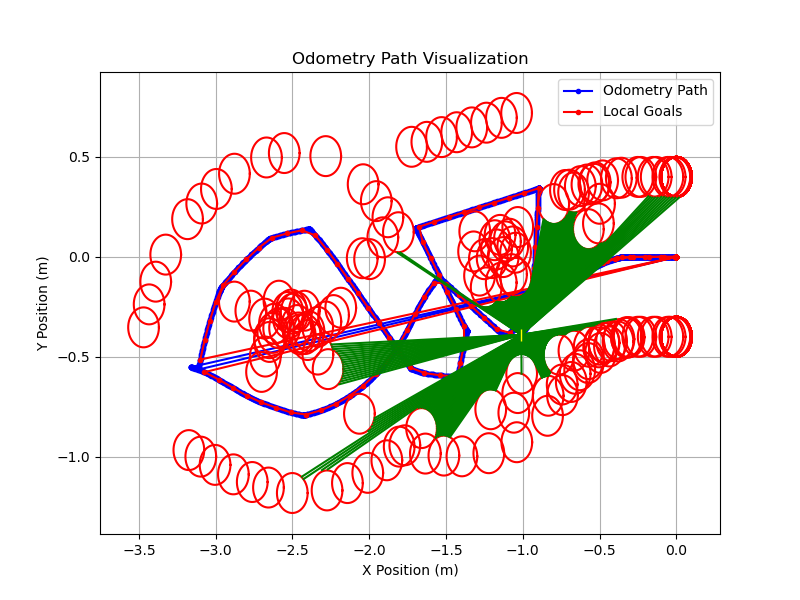 Odometry Path Visualization
Odometry Path
Local Goals
Y Position (m)
0.5
0.0
−0.5
−1.0
−3.5 −3.0 −2.5 −2.0 −1.5 −1.0 −0.5 0.0
X Position (m)